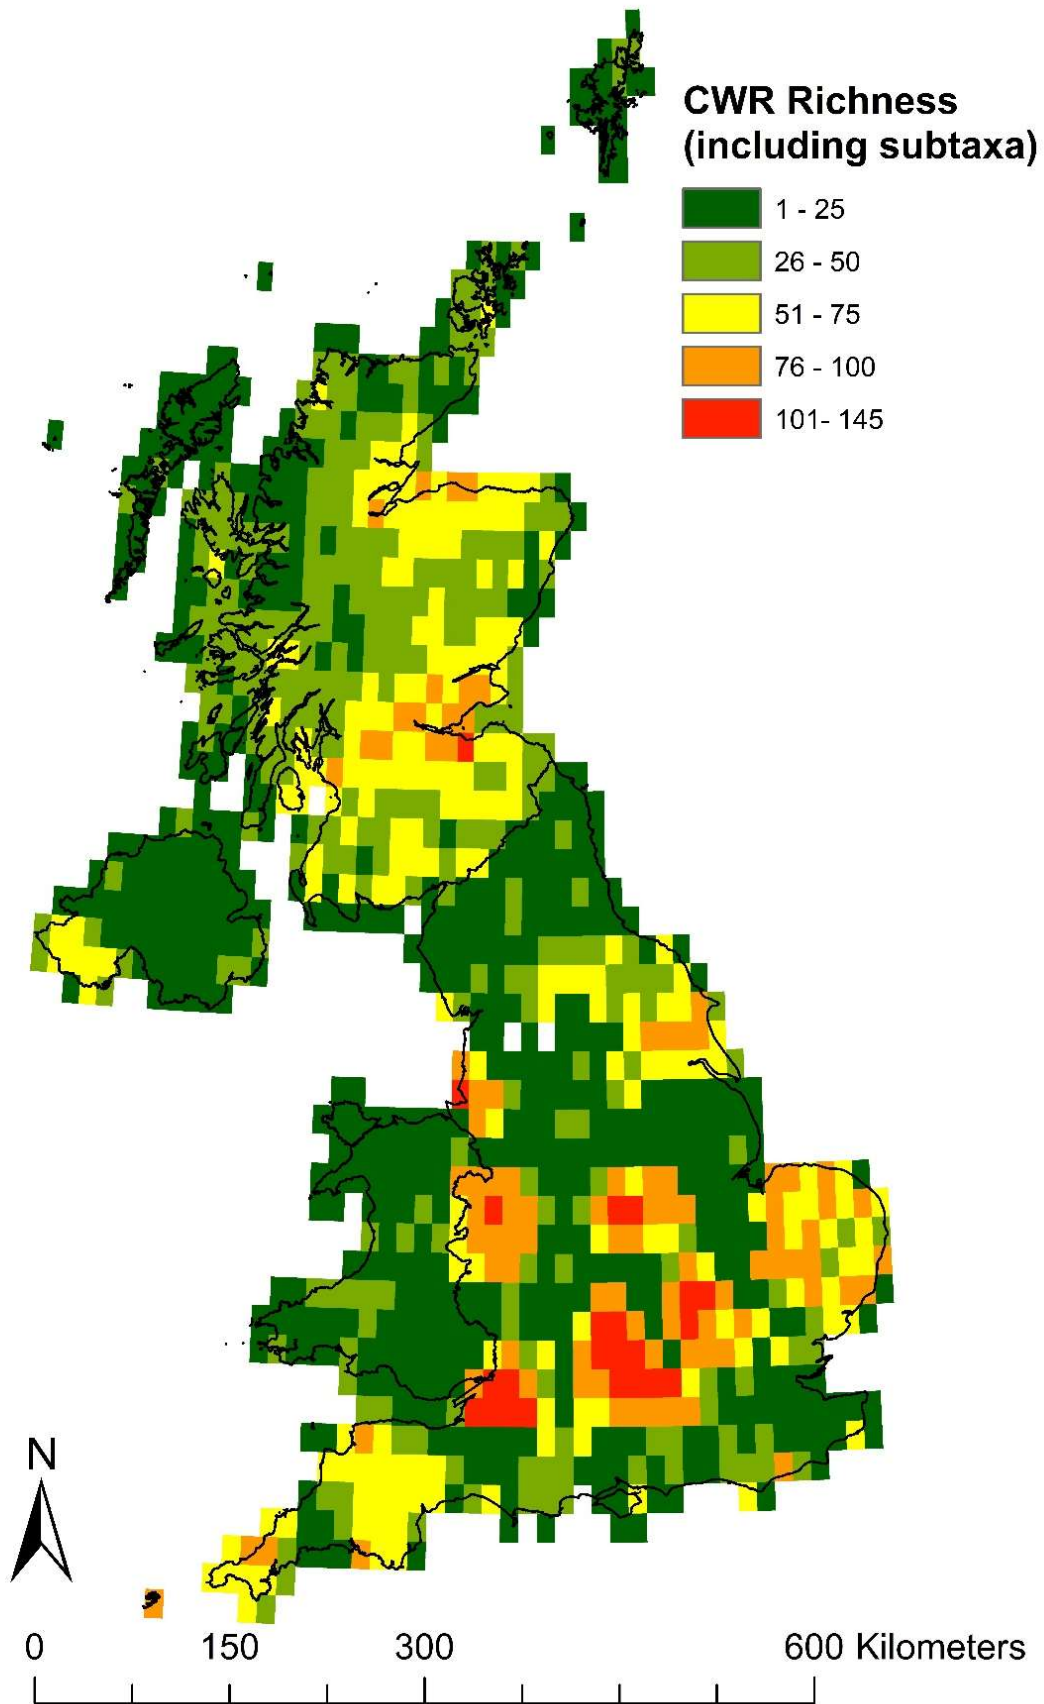 CWR Richness
(including subtaxa)
1 - 25
26 - 50
51 - 75
76 - 100
101- 145
N
0 150 300 600 Kilometers